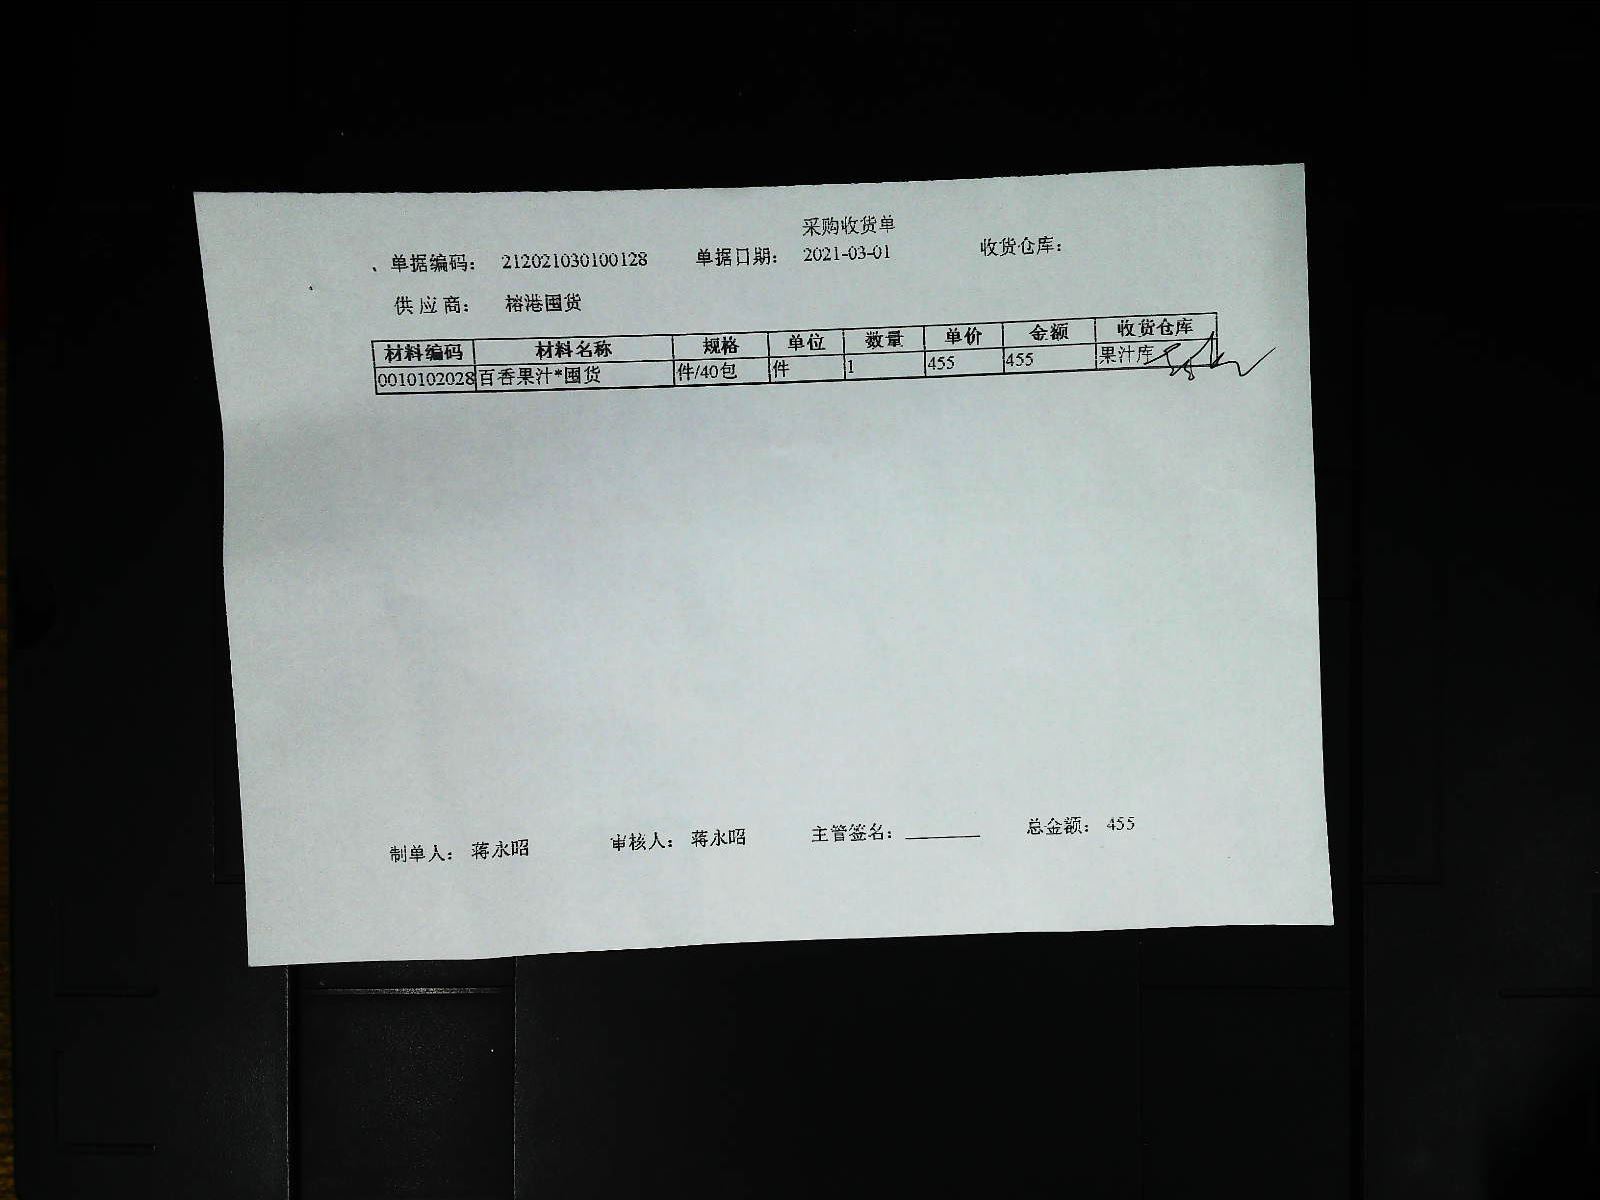 采购收货单
单据编码： 212021030100128 单据日期： 2021-03-01 收货仓库：
供 应 商： 榕港囤货
材料编码 材料名称 规格 单位 数量 单价 金额 收货仓库
0010102028 百香果汁*囤货 件/40包 件 1 455 455 果汁库
制单人： 蒋永昭 审核人： 蒋永昭 主管签名： 总金额： 455